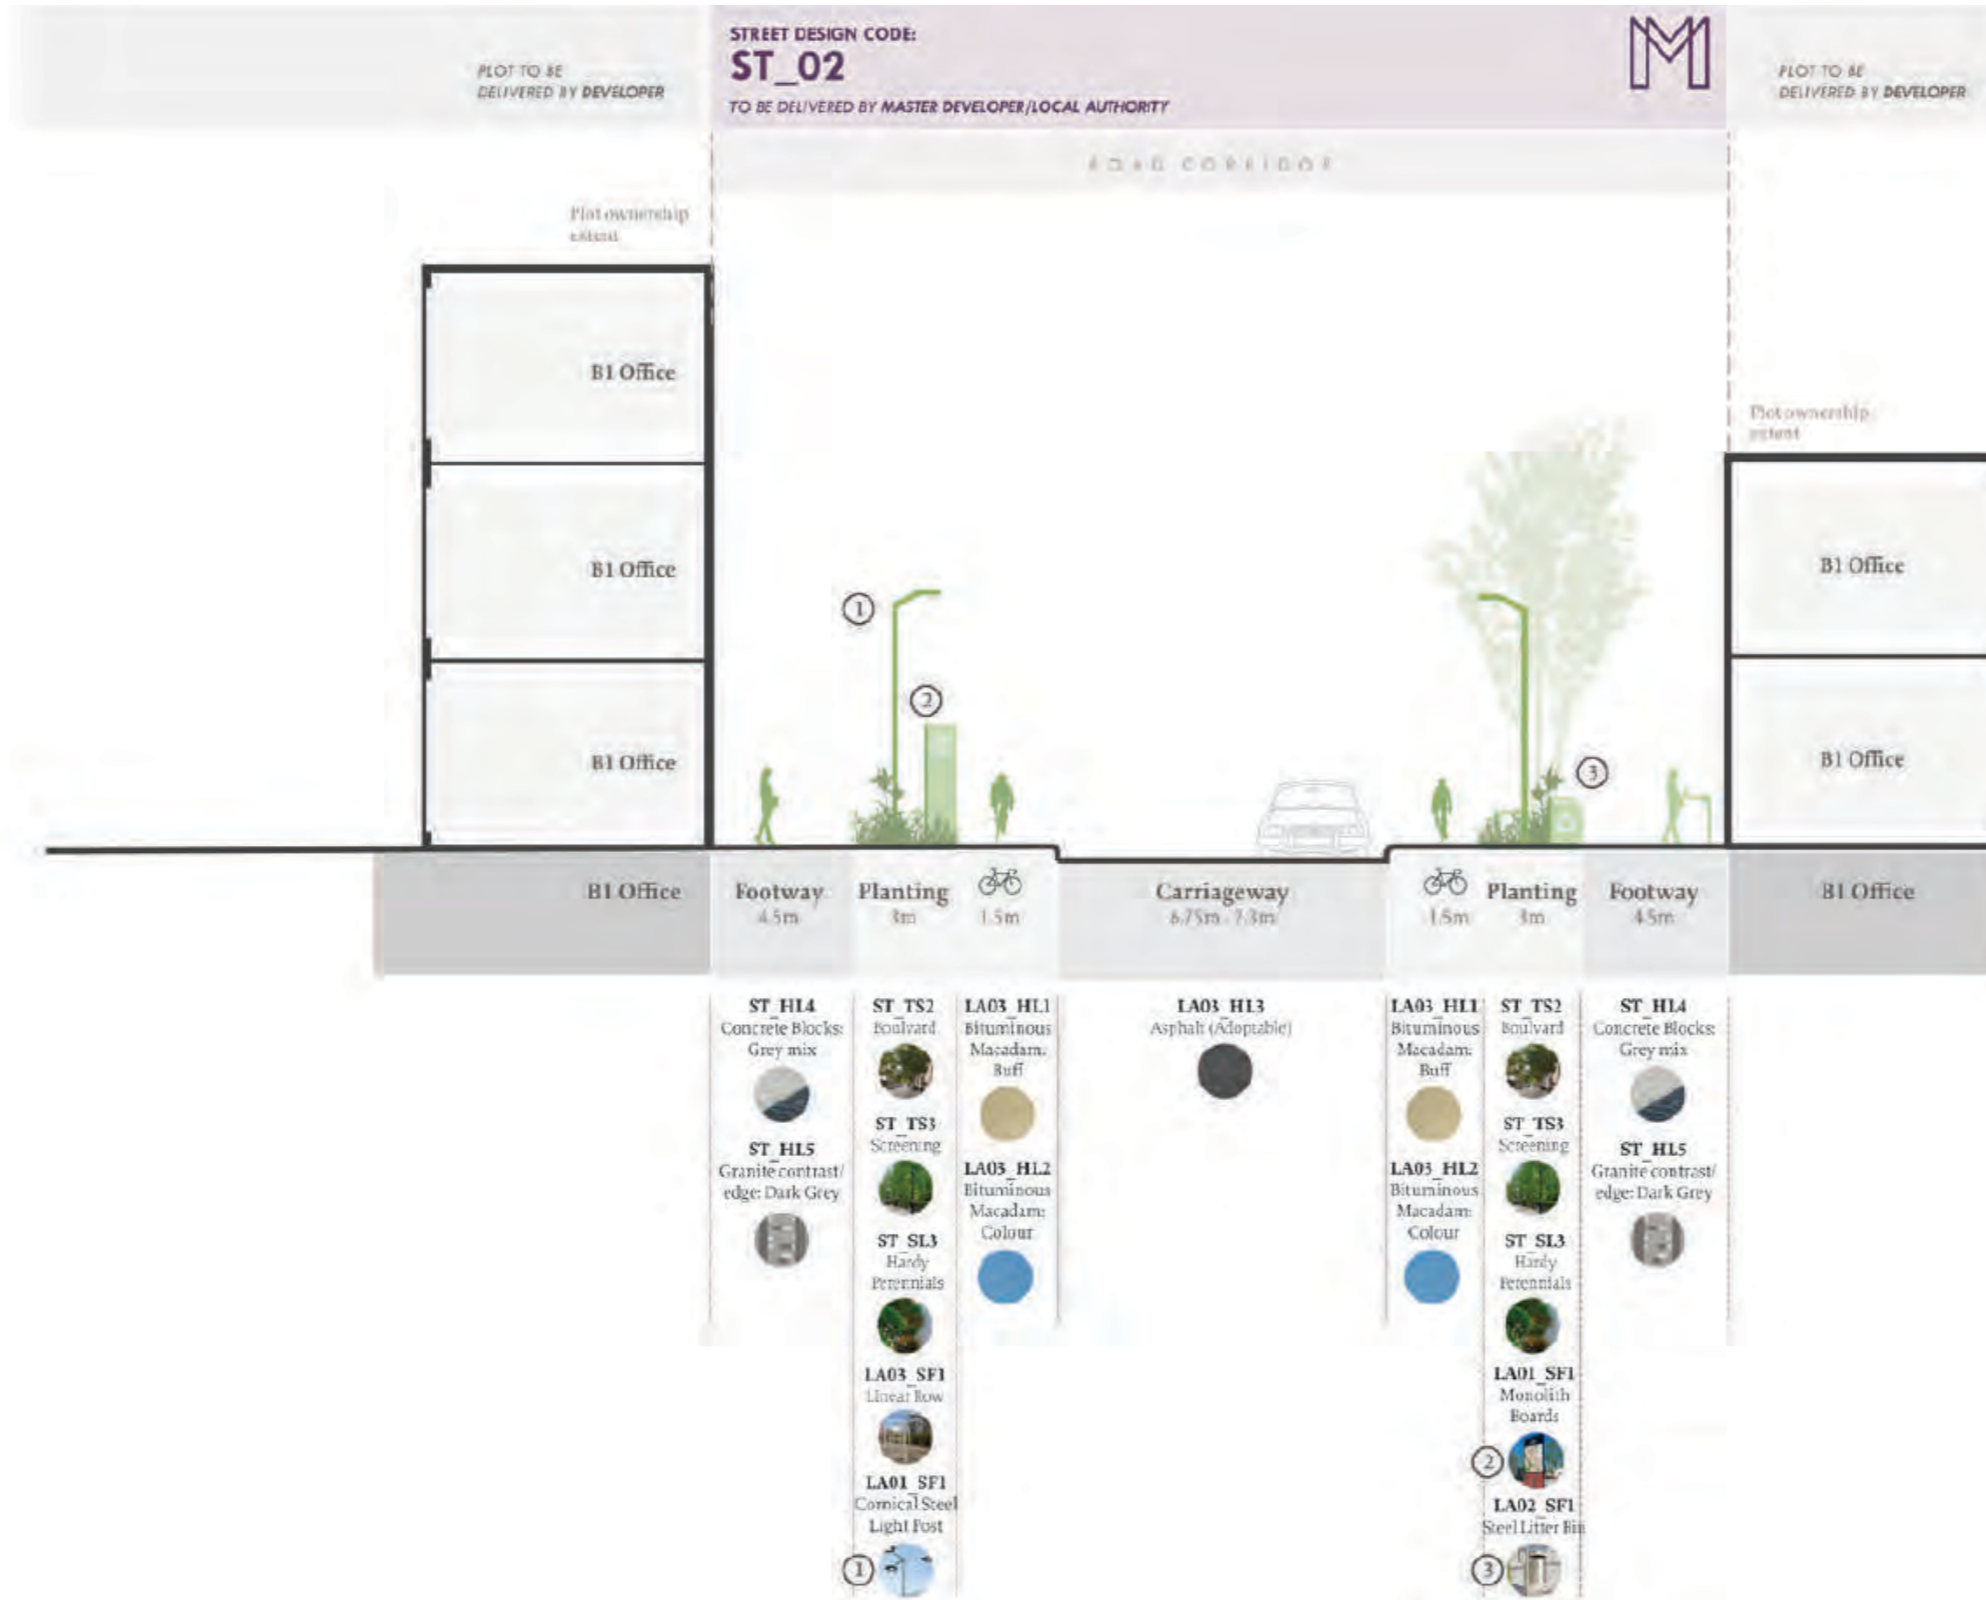 PLOT TO BE
DELIVERED BY DEVELOPER
STREET DESIGN CODE:
ST_02
TO BE DELIVERED BY MASTER DEVELOPER/LOCAL AUTHORITY
M
PLOT TO BE
DELIVERED BY DEVELOPER
ROAD CORRIDOR
Plot ownership
extent
Plot ownership
extent
B1 Office
B1 Office
B1 Office
B1 Office
B1 Office
1
2
3
B1 Office
Footway
4.5m
Planting
3m
1.5m
Carriageway
6.75m - 7.3m
1.5m
Planting
3m
Footway
4.5m
B1 Office
ST_HL4
Concrete Blocks:
Grey mix
ST_HL5
Granite contrast/
edge: Dark Grey
ST_TS2
Boulvard
ST_TS3
Screening
ST_SL3
Hardy
Perennials
LA03_SF1
Linear Row
LA01_SF1
Comical Steel
Light Post
1
LA03_HL1
Bituminous
Macadam:
Buff
LA03_HL2
Bituminous
Macadam:
Colour
LA03_HL3
Asphalt (Adoptable)
LA03_HL1
Bituminous
Macadam:
Buff
LA03_HL2
Bituminous
Macadam:
Colour
ST_TS2
Boulvard
ST_TS3
Screening
ST_SL3
Hardy
Perennials
LA01_SF1
Monolith
Boards
2
LA02_SF1
Steel Litter Bin
3
ST_HL4
Concrete Blocks:
Grey mix
ST_HL5
Granite contrast/
edge: Dark Grey